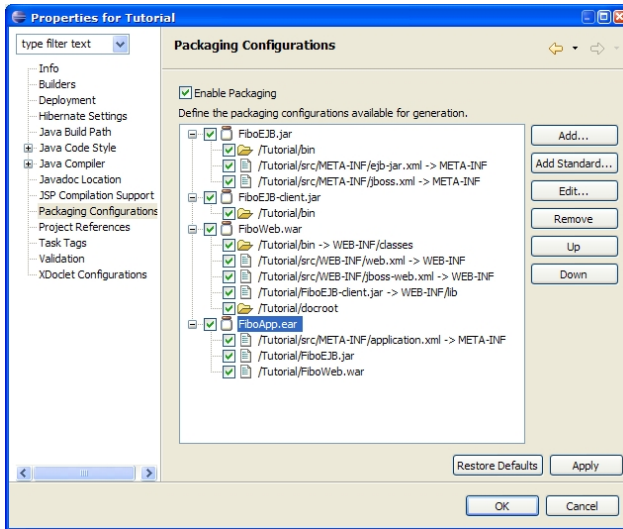 Properties for Tutorial
type filter text
Info
Builders
Deployment
Hibernate Settings
Java Build Path
Java Code Style
Java Compiler
Javadoc Location
JSP Compilation Support
Packaging Configurations
Project References
Task Tags
Validation
XDoclet Configurations
Packaging Configurations
Enable Packaging
Define the packaging configurations available for generation.
FiboEJB.jar
/Tutorial/bin
/Tutorial/src/META-INF/ejb-jar.xml -> META-INF
/Tutorial/src/META-INF/jboss.xml -> META-INF
FiboEJB-client.jar
/Tutorial/bin
FiboWeb.war
/Tutorial/bin -> WEB-INF/classes
/Tutorial/src/WEB-INF/web.xml -> WEB-INF
/Tutorial/src/WEB-INF/jboss-web.xml -> WEB-INF
/Tutorial/FiboEJB-client.jar -> WEB-INF/lib
/Tutorial/docroot
FiboApp.ear
/Tutorial/src/META-INF/application.xml -> META-INF
/Tutorial/FiboEJB.jar
/Tutorial/FiboWeb.war
Add...
Add Standard...
Edit...
Remove
Up
Down
Restore Defaults
Apply
OK
Cancel